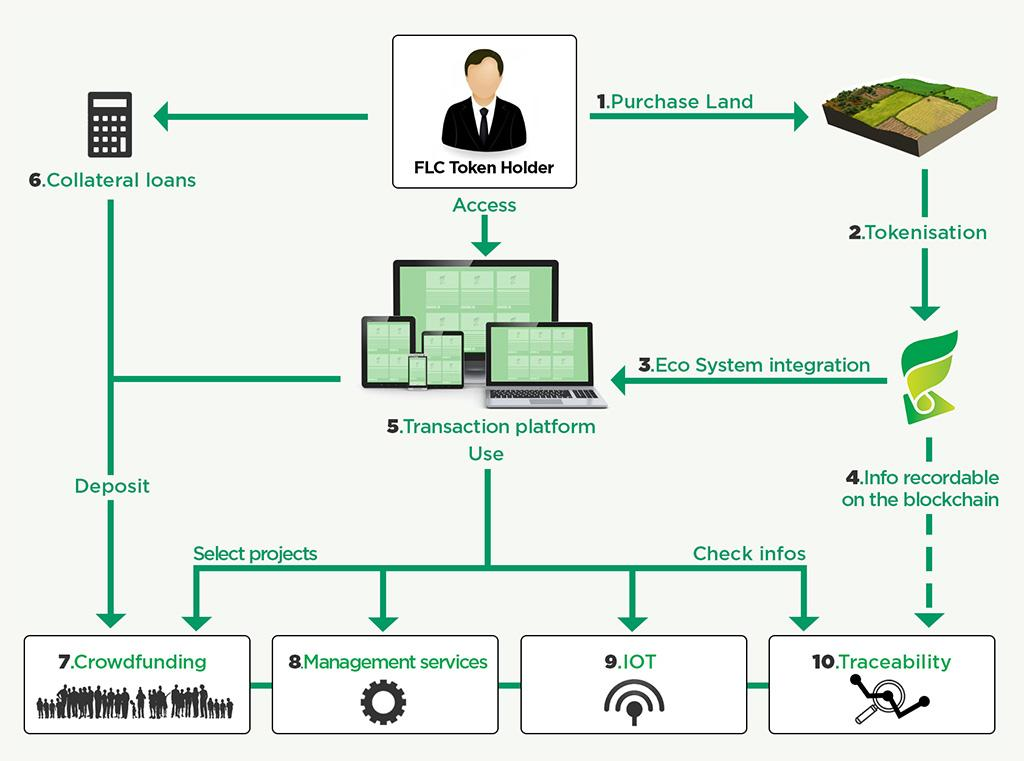 1.Purchase Land
FLC Token Holder
6.Collateral loans
Access
2.Tokenisation
3.Eco System integration
5.Transaction platform
Use
4.Info recordable
on the blockchain
Deposit
Select projects
Check infos
7.Crowdfunding
8.Management services
9.IOT
10.Traceability